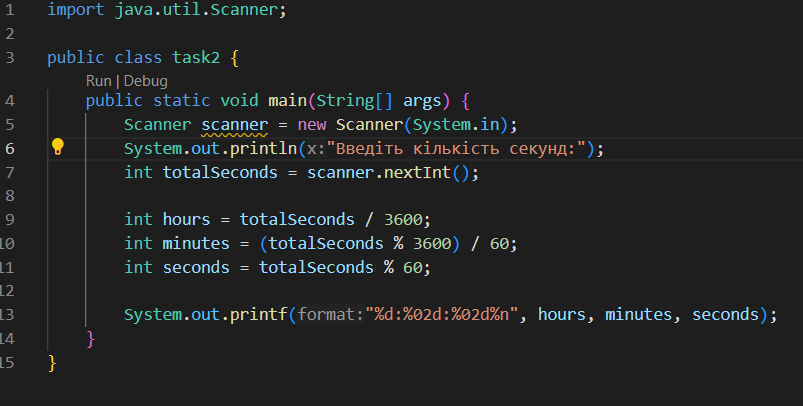 1 import java.util.Scanner;
2
3 public class task2 {
Run | Debug
4 public static void main(String[] args) {
5 Scanner scanner = new Scanner(System.in);
6 System.out.println(x:"Введіть кількість секунд:");
7 int totalSeconds = scanner.nextInt();
8
9 int hours = totalSeconds / 3600;
10 int minutes = (totalSeconds % 3600) / 60;
11 int seconds = totalSeconds % 60;
12
13 System.out.printf(format:"%d:%02d:%02d%n", hours, minutes, seconds);
14 }
15 }